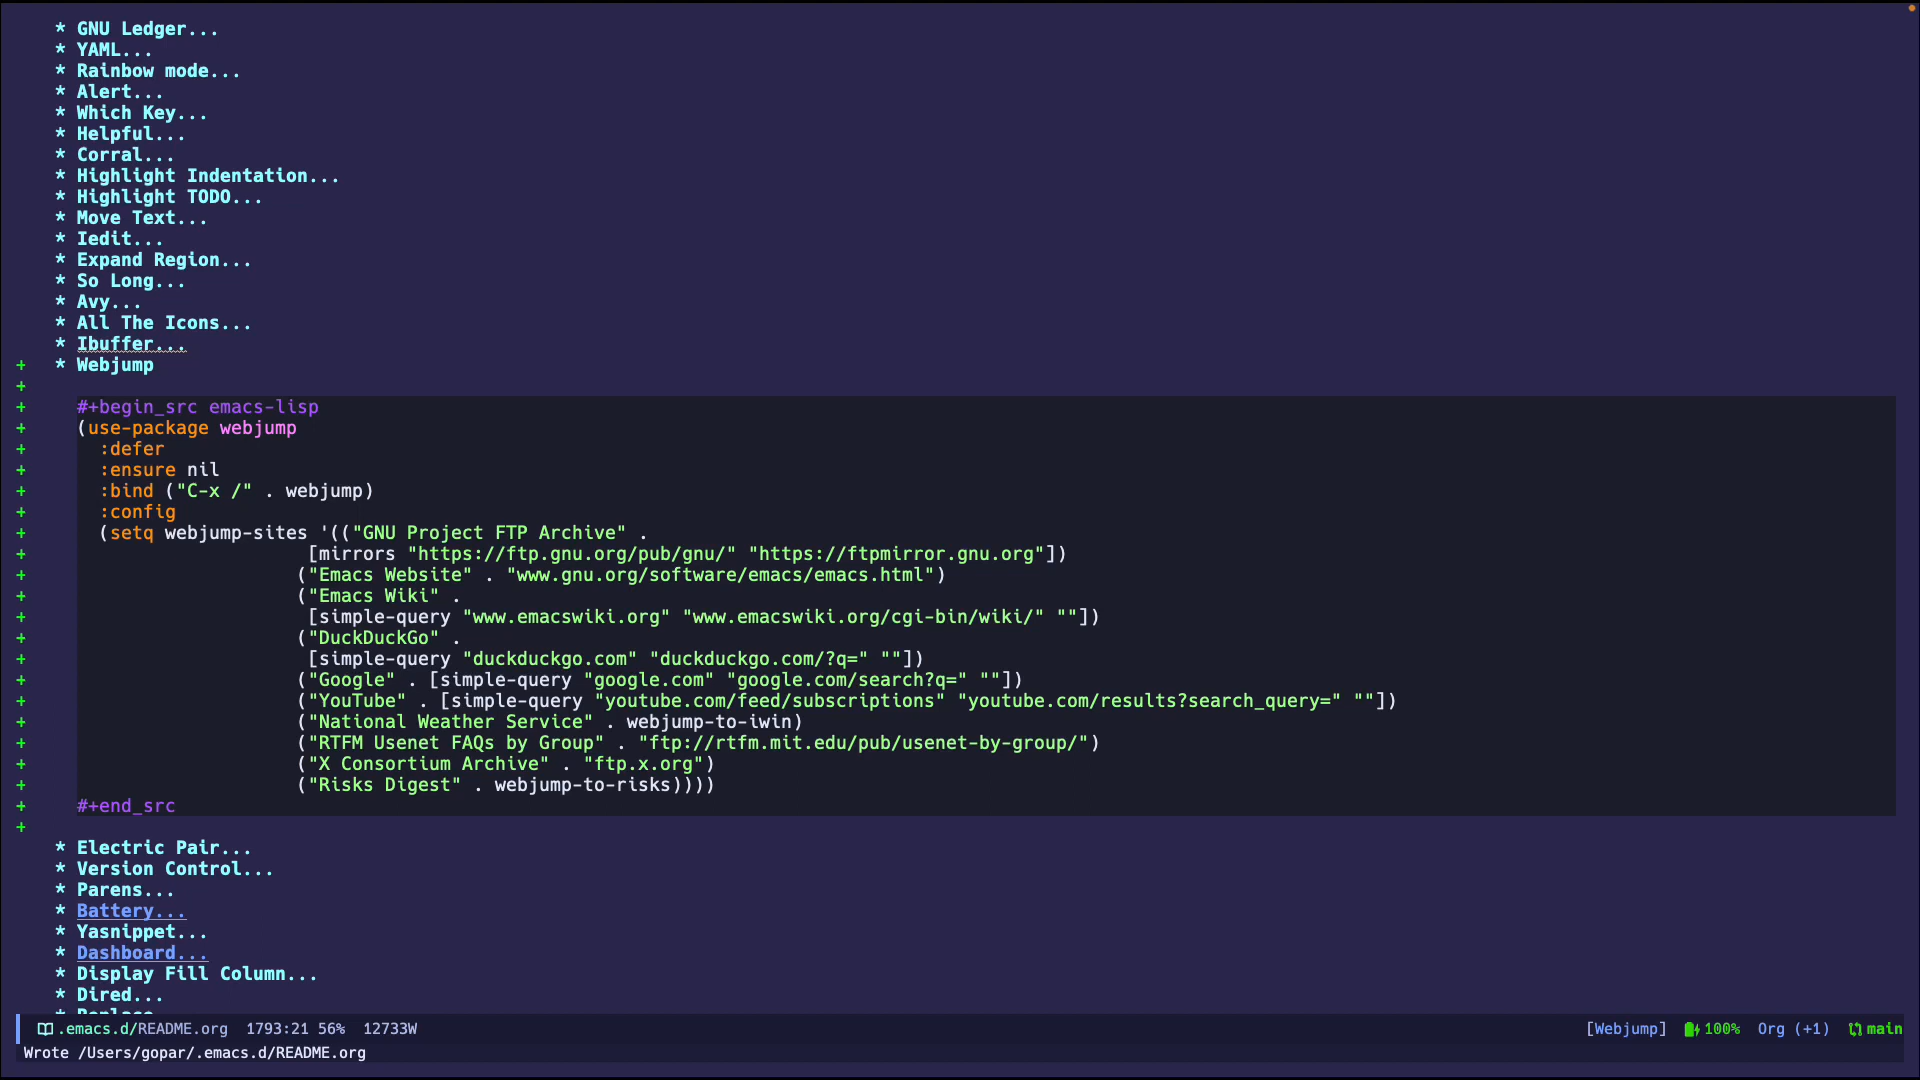 * GNU Ledger...
* YAML...
* Rainbow mode...
* Alert...
* Which Key...
* Helpful...
* Corral...
* Highlight Indentation...
* Highlight TODO...
* Move Text...
* Iedit...
* Expand Region...
* So Long...
* Avy...
* All The Icons...
* Ibuffer...
+ * Webjump
+
+ #+begin_src emacs-lisp
+ (use-package webjump
+ :defer
+ :ensure nil
+ :bind ("C-x /" . webjump)
+ :config
+ (setq webjump-sites '(("GNU Project FTP Archive" .
+ [mirrors "https://ftp.gnu.org/pub/gnu/" "https://ftpmirror.gnu.org"])
+ ("Emacs Website" . "www.gnu.org/software/emacs/emacs.html")
+ ("Emacs Wiki" .
+ [simple-query "www.emacswiki.org" "www.emacswiki.org/cgi-bin/wiki/" ""])
+ ("DuckDuckGo" .
+ [simple-query "duckduckgo.com" "duckduckgo.com/?q=" ""])
+ ("Google" . [simple-query "google.com" "google.com/search?q=" ""])
+ ("YouTube" . [simple-query "youtube.com/feed/subscriptions" "youtube.com/results?search_query=" ""])
+ ("National Weather Service" . webjump-to-iwin)
+ ("RTFM Usenet FAQs by Group" . "ftp://rtfm.mit.edu/pub/usenet-by-group/")
+ ("X Consortium Archive" . "ftp.x.org")
+ ("Risks Digest" . webjump-to-risks))))
+ #+end_src
+
* Electric Pair...
* Version Control...
* Parens...
* Battery...
* Yasnippet...
* Dashboard...
* Display Fill Column...
* Dired...
.emacs.d/README.org 1793:21 56% 12733W [Webjump] 100% Org (+1) main
Wrote /Users/gopar/.emacs.d/README.org